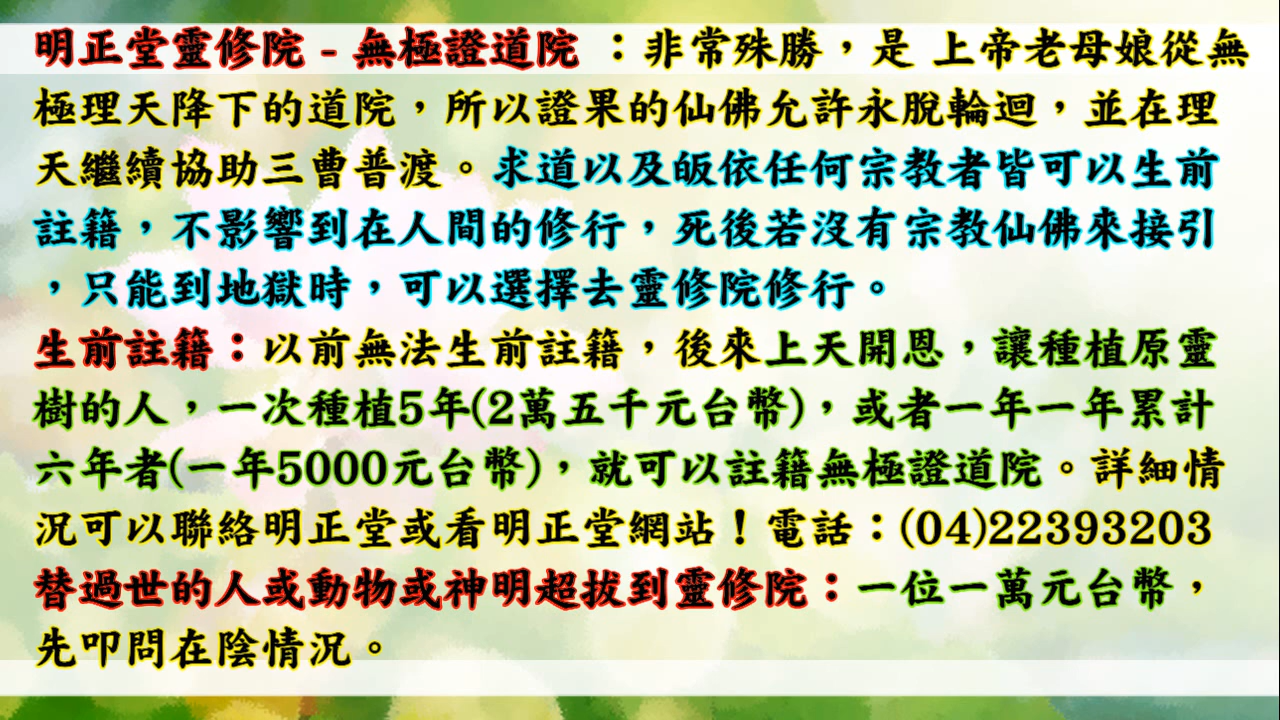 明正堂靈修院 - 無極證道院 ：非常殊勝，是 上帝老母娘從無
極理天降下的道院，所以證果的仙佛允許永脫輪迴，並在理
天繼續協助三曹普渡。求道以及皈依任何宗教者皆可以生前
註籍，不影響到在人間的修行，死後若沒有宗教仙佛來接引
，只能到地獄時，可以選擇去靈修院修行。
生前註籍：以前無法生前註籍，後來上天開恩，讓種植原靈
樹的人，一次種植5年(2萬五千元台幣)，或者一年一年累計
六年者(一年5000元台幣)，就可以註籍無極證道院。詳細情
況可以聯絡明正堂或看明正堂網站！電話：(04)22393203
替過世的人或動物或神明超拔到靈修院：一位一萬元台幣，
先叩問在陰情況。